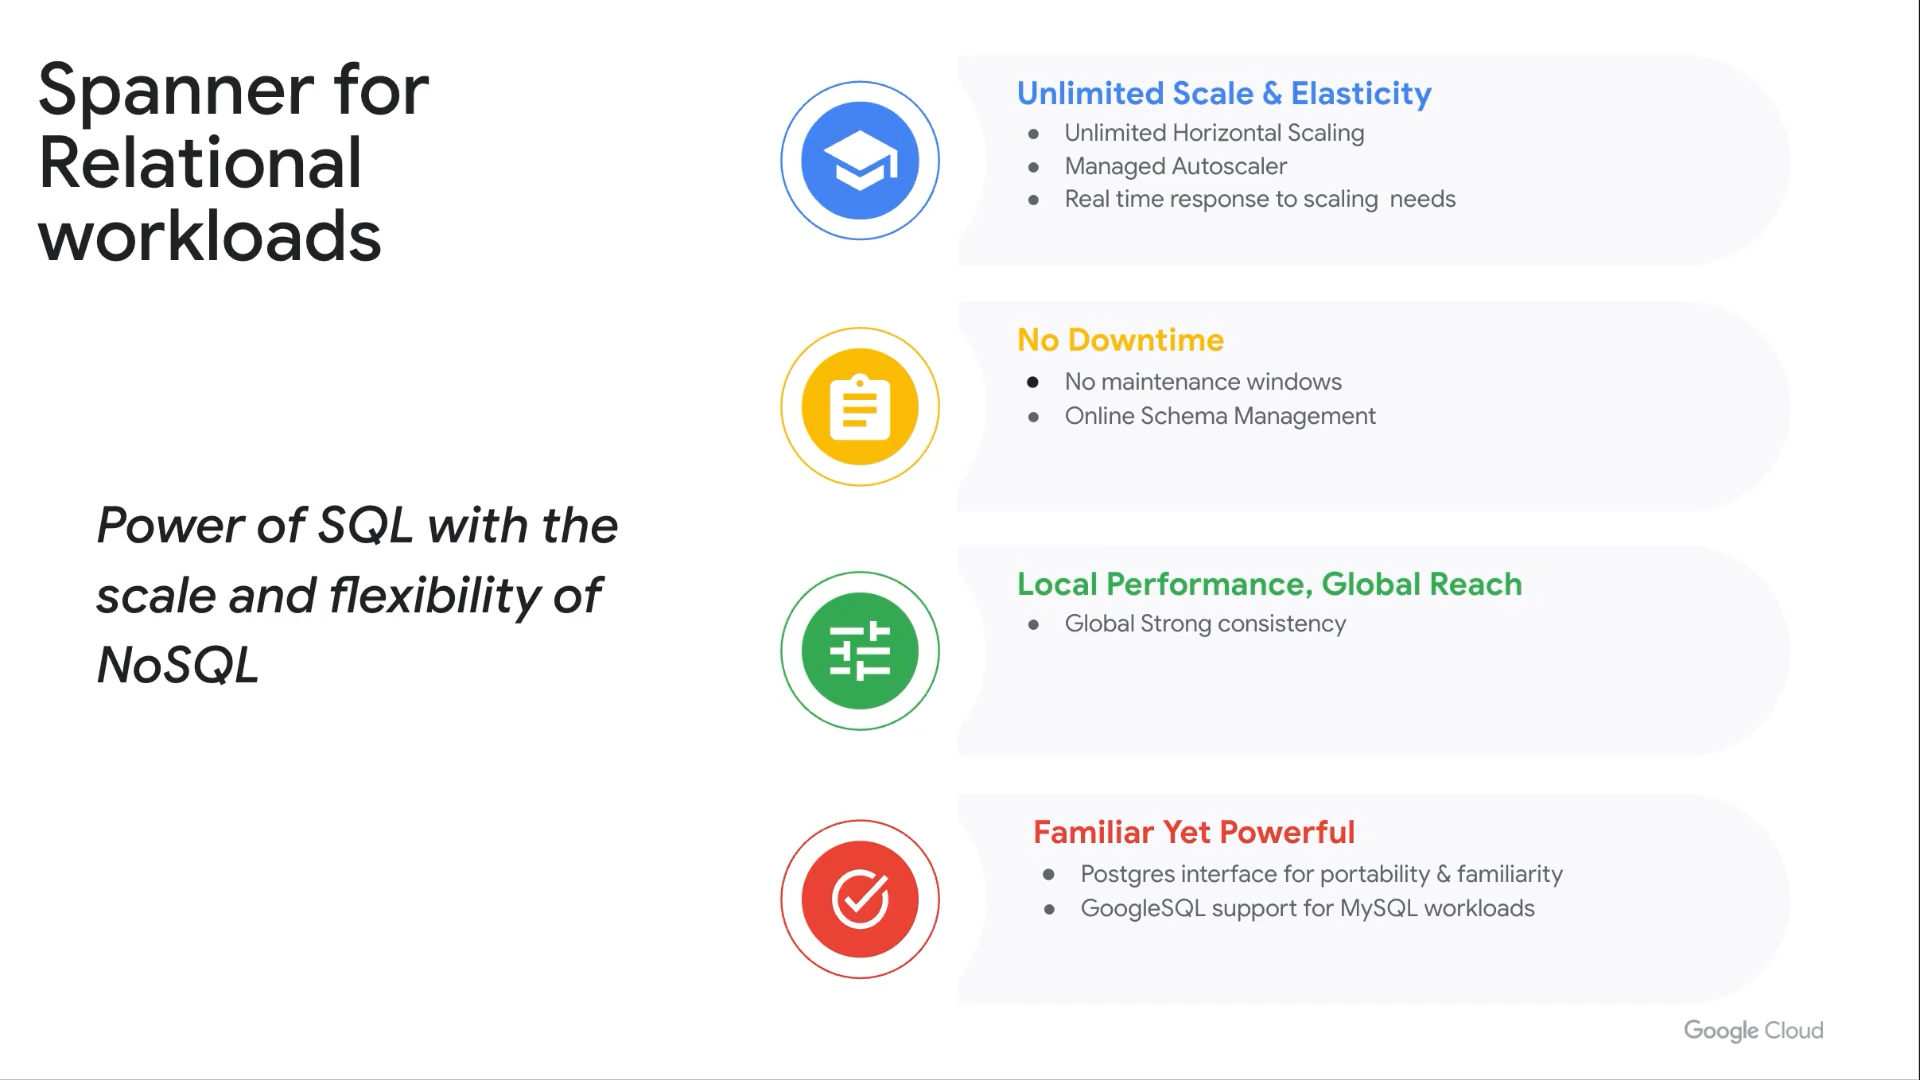 Spanner for
Relational
workloads
Power of SQL with the
scale and flexibility of
NoSQL
Unlimited Scale & Elasticity
● Unlimited Horizontal Scaling
● Managed Autoscaler
● Real time response to scaling  needs
No Downtime
● No maintenance windows
● Online Schema Management
Local Performance, Global Reach
● Global Strong consistency
Familiar Yet Powerful
● Postgres interface for portability & familiarity
● GoogleSQL support for MySQL workloads
Google Cloud